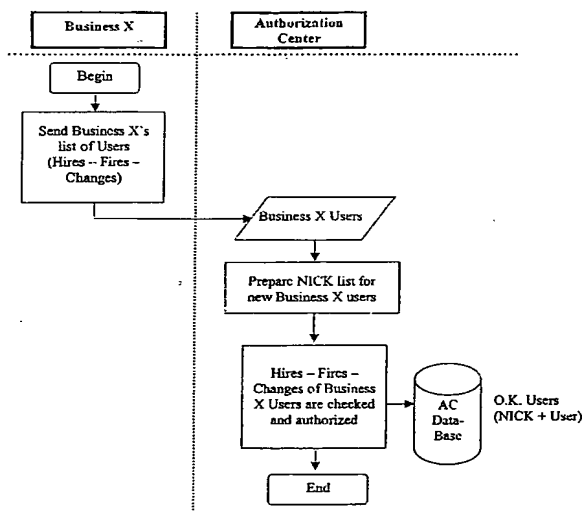 Business X
Authorization
Center
Begin
Send Business X`s
list of Users
(Hires -- Fires –
Changes)
Business X Users
Prepare NICK list for
new Business X users
Hires – Fires –
Changes of Business
X Users are checked
and authorized
AC
Data-
Base
O.K. Users
(NICK + User)
End